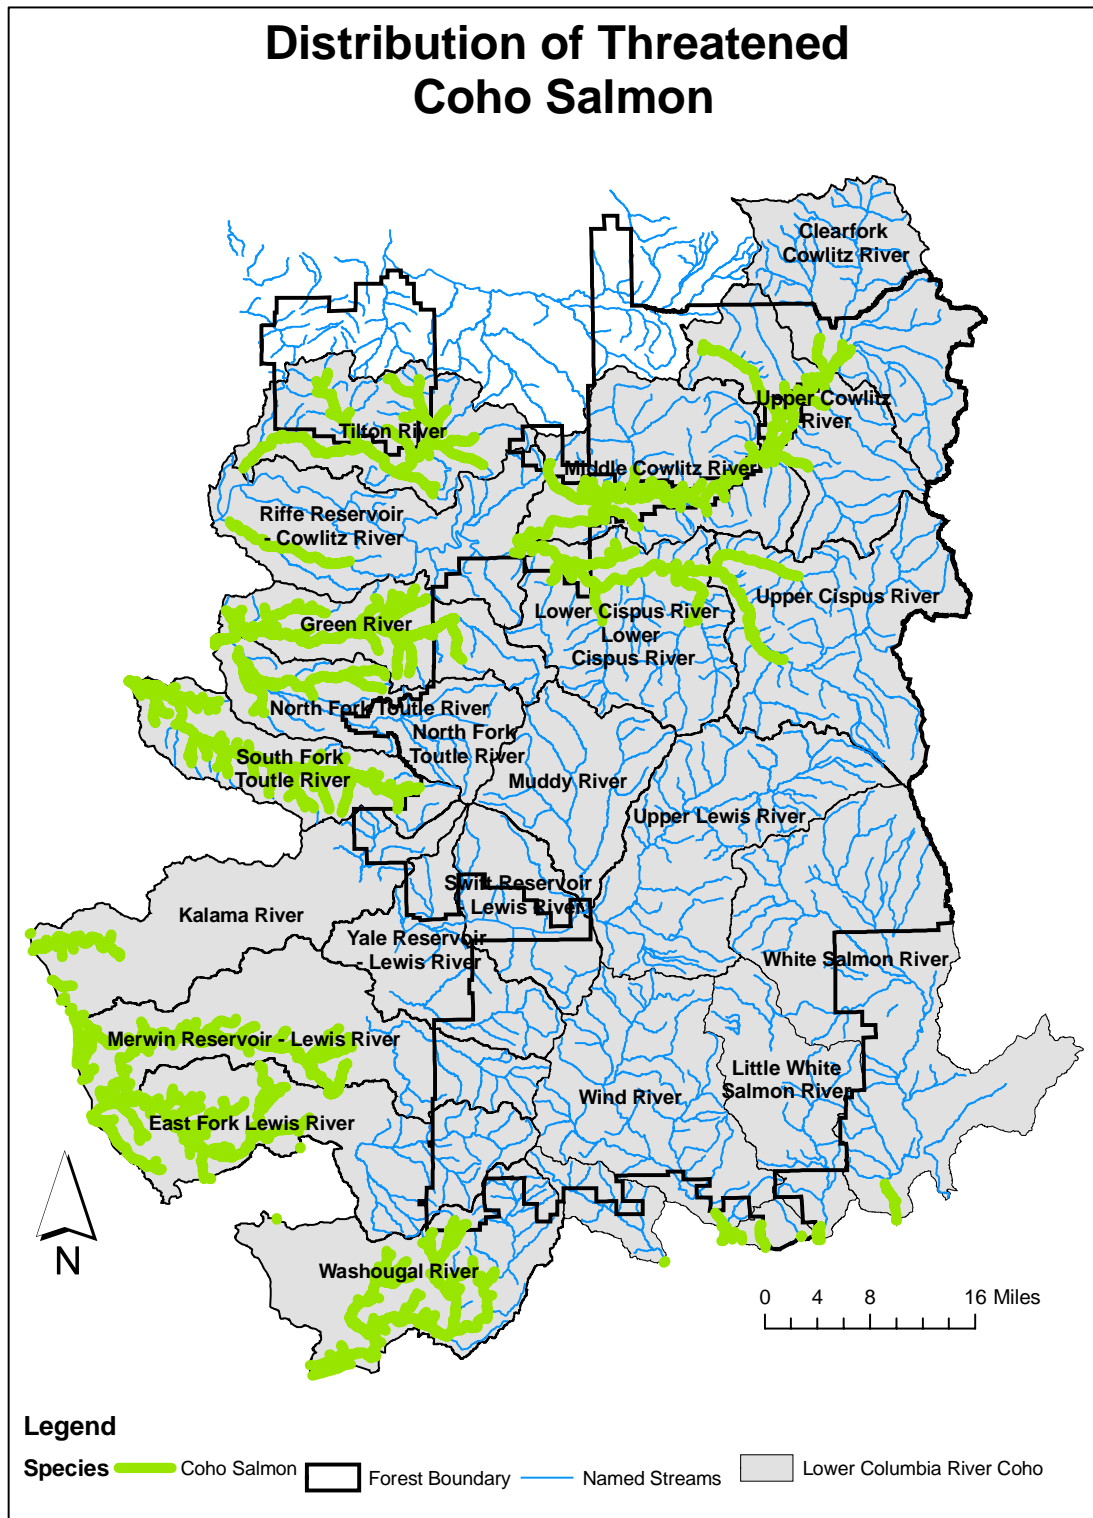 Distribution of Threatened
Coho Salmon
Clearfork
Cowlitz River
Upper Cowlitz
River
Tilton River
Middle Cowlitz River
Riffe Reservoir
- Cowlitz River
Upper Cispus River
Lower Cispus River
Lower
Cispus River
Green River
North Fork Toutle River
North Fork
Toutle River
South Fork
Toutle River
Muddy River
Upper Lewis River
Swift Reservoir
- Lewis River
Kalama River
Yale Reservoir
- Lewis River
White Salmon River
Merwin Reservoir - Lewis River
Little White
Salmon River
Wind River
East Fork Lewis River
Washougal River
N
0 4 8 16 Miles
Legend
Species Coho Salmon Forest Boundary Named Streams Lower Columbia River Coho